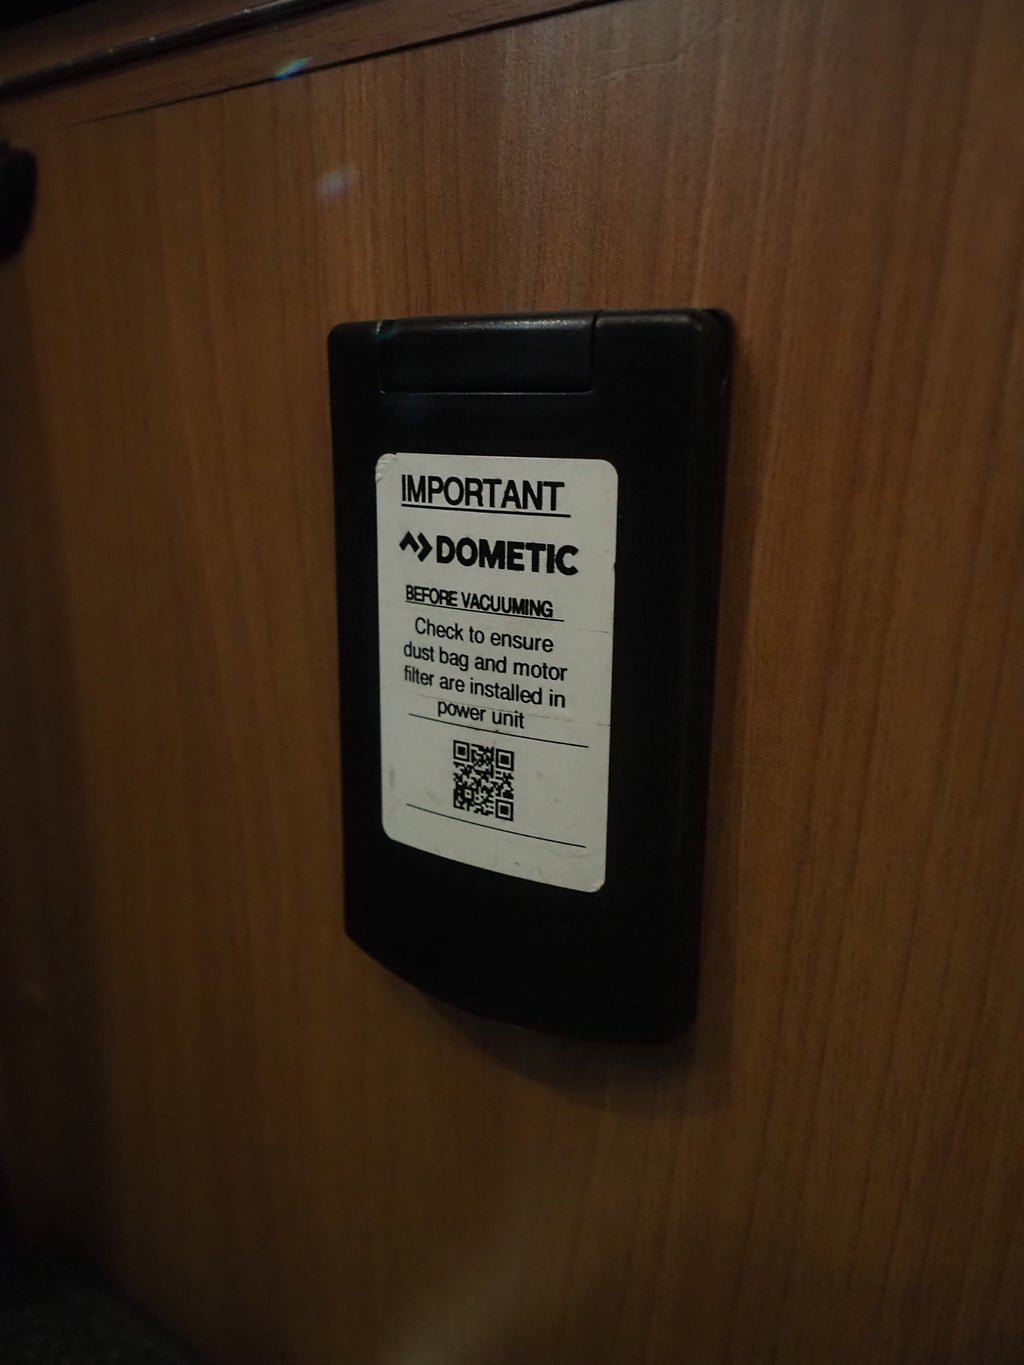 IMPORTANT
DOMETIC
BEFORE VACUUMING
Check to ensure
dust bag and motor
filter are installed in
power unit